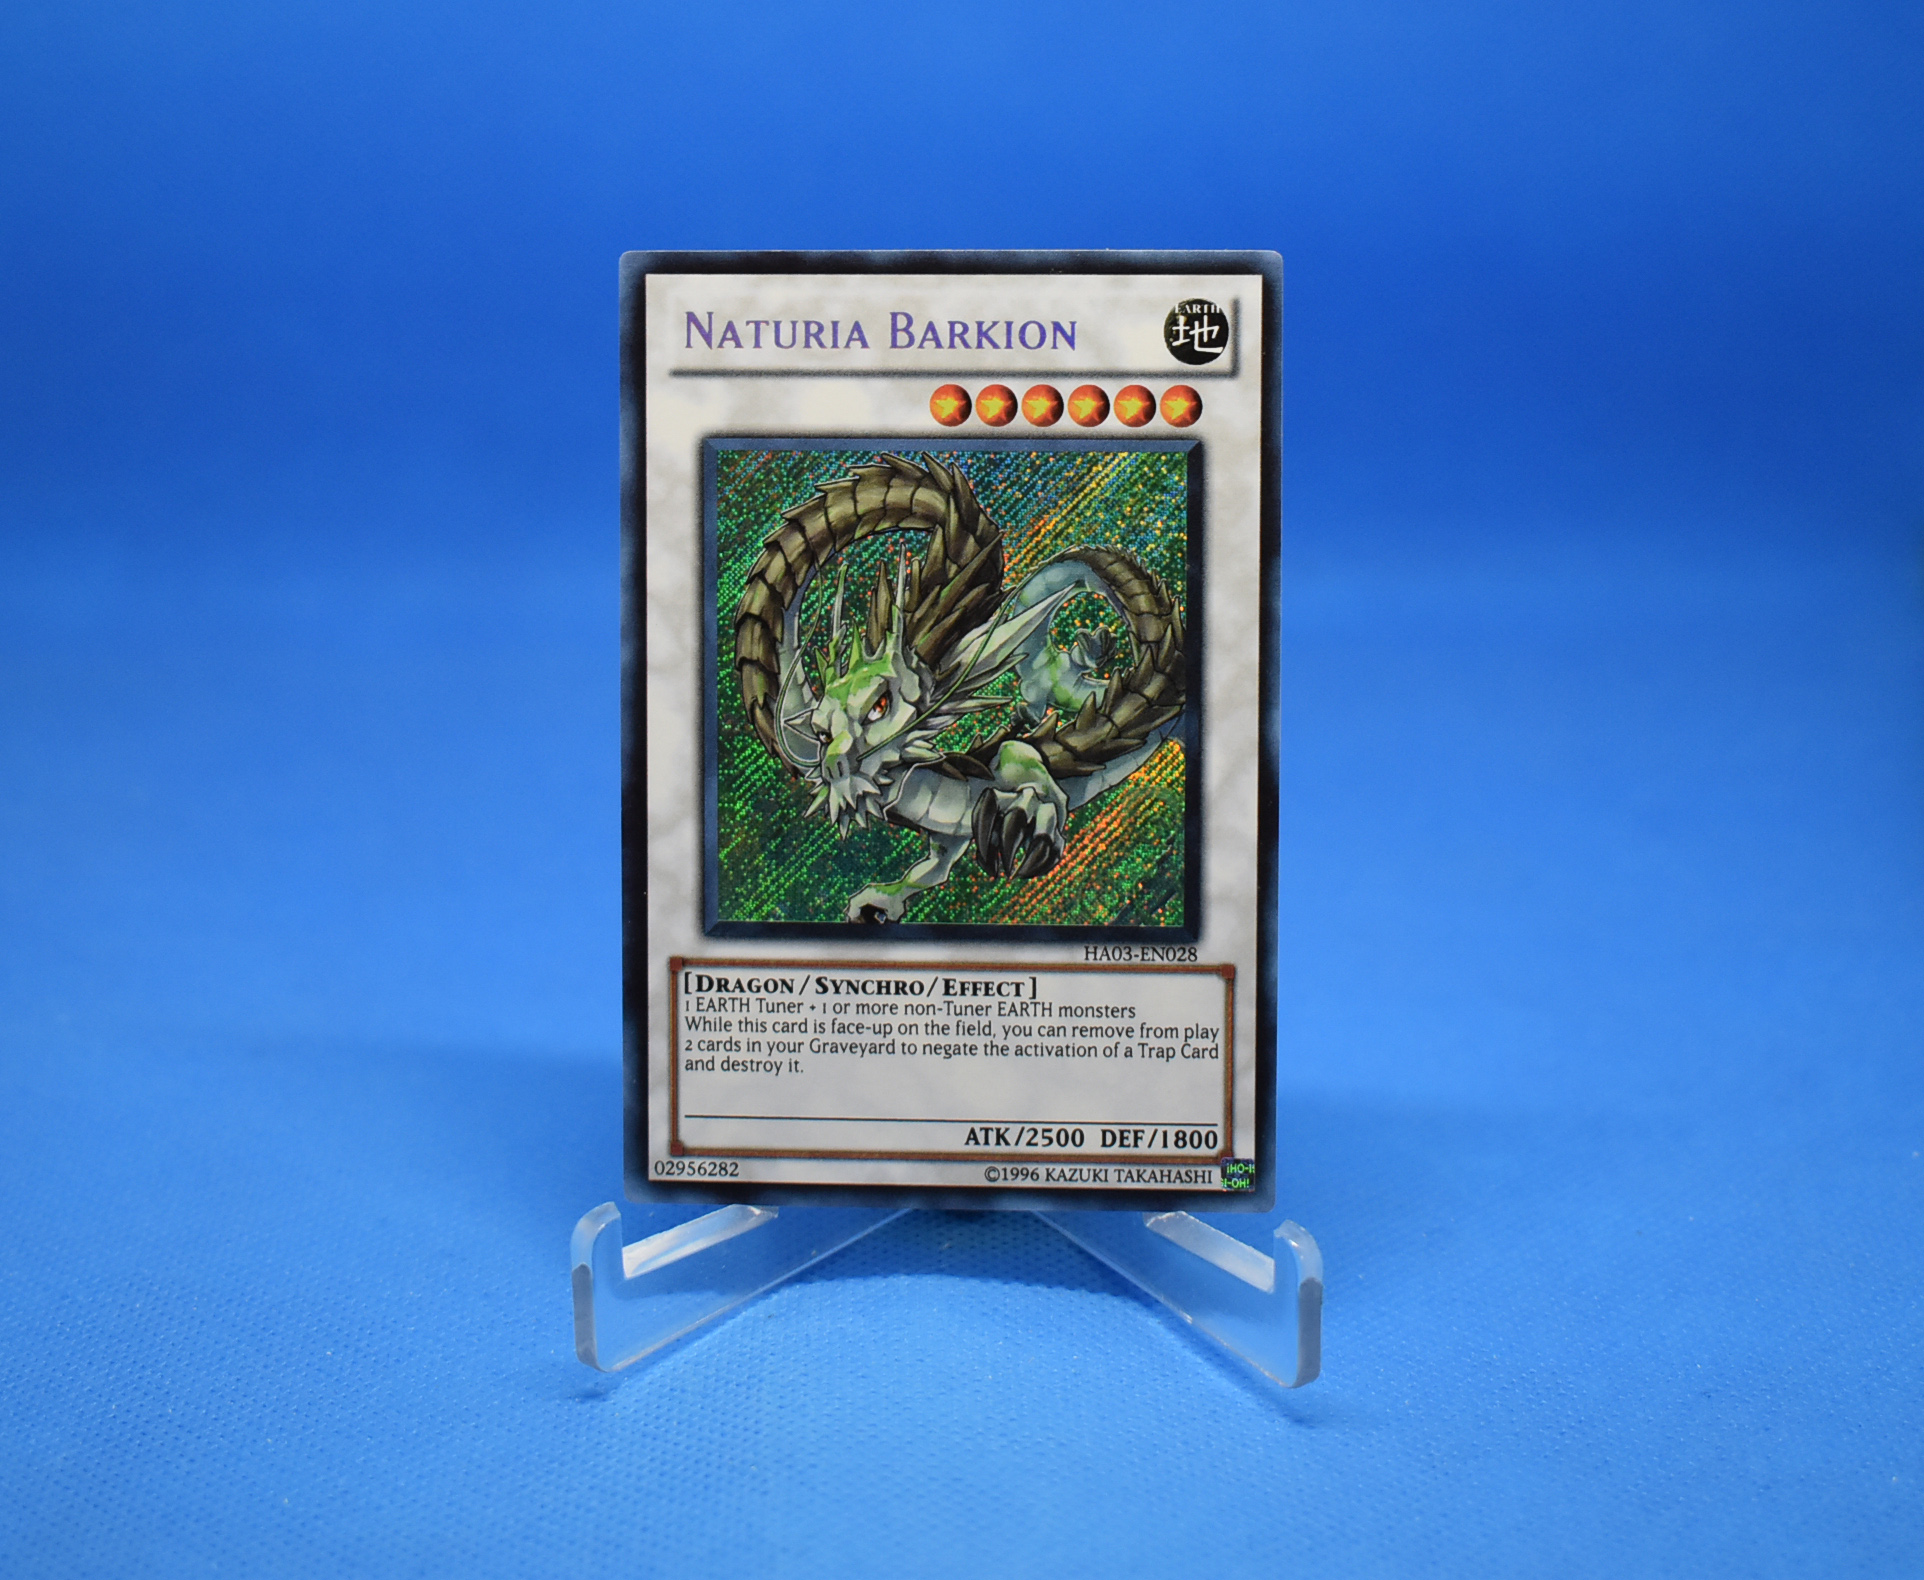 NATURIA BARKION
EARTH
地
HA03-EN028
[DRAGON/SYNCHRO/EFFECT]
1 EARTH Tuner + 1 or more non-Tuner EARTH monsters
While this card is face-up on the field, you can remove from play
2 cards in your Graveyard to negate the activation of a Trap Card
and destroy it.
ATK/2500 DEF/1800
02956282
©1996 KAZUKI TAKAHASHI